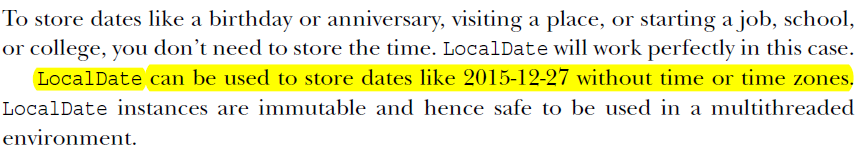 To store dates like a birthday or anniversary, visiting a place, or starting a job, school,
or college, you don’t need to store the time. LocalDate will work perfectly in this case.
LocalDate can be used to store dates like 2015-12-27 without time or time zones.
LocalDate instances are immutable and hence safe to be used in a multithreaded
environment.